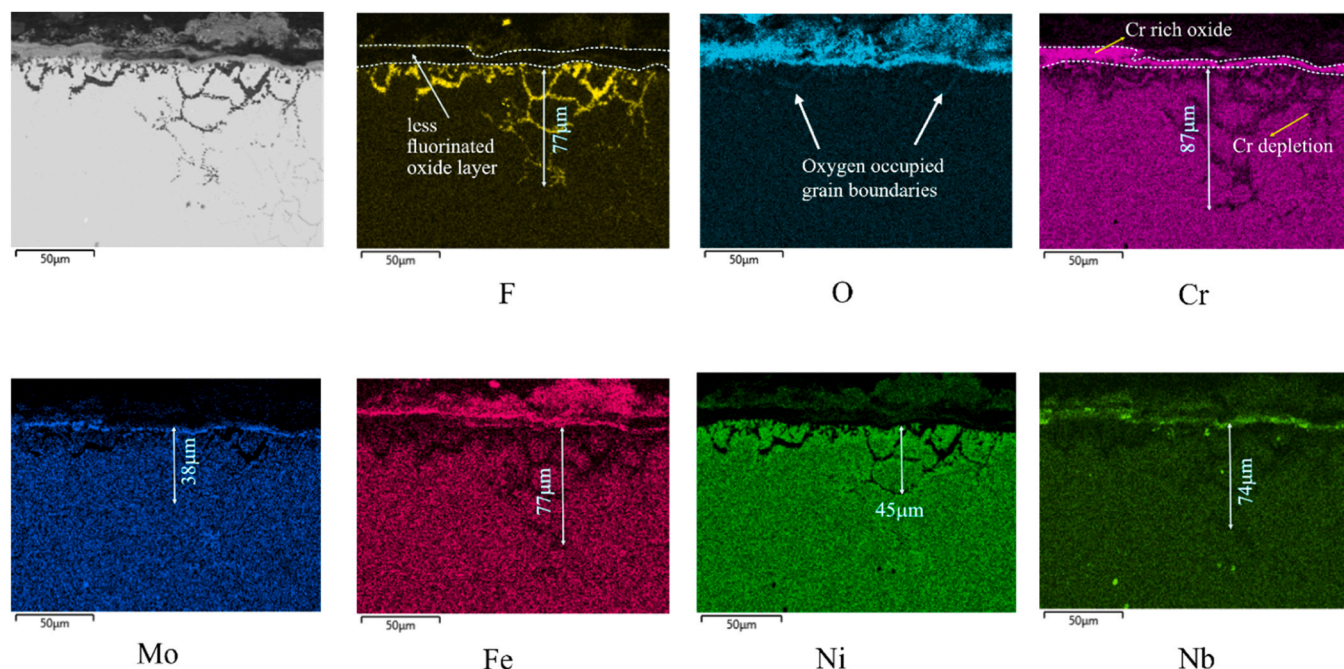 less
fluorinated
oxide layer
77μm
50μm
50μm
F
Oxygen occupied
grain boundaries
50μm
O
Cr rich oxide
87μm
Cr depletion
50μm
Cr
38μm
50μm
Mo
77μm
50μm
Fe
45μm
50μm
Ni
74μm
50μm
Nb